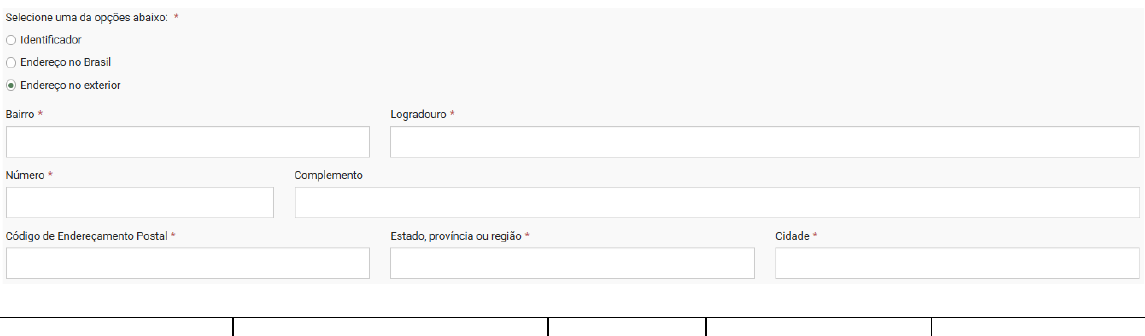 Selecione uma da opções abaixo: *
Identificador
Endereço no Brasil
Endereço no exterior
Bairro * Logradouro *
Número * Complemento
Código de Endereçamento Postal * Estado, província ou região * Cidade *